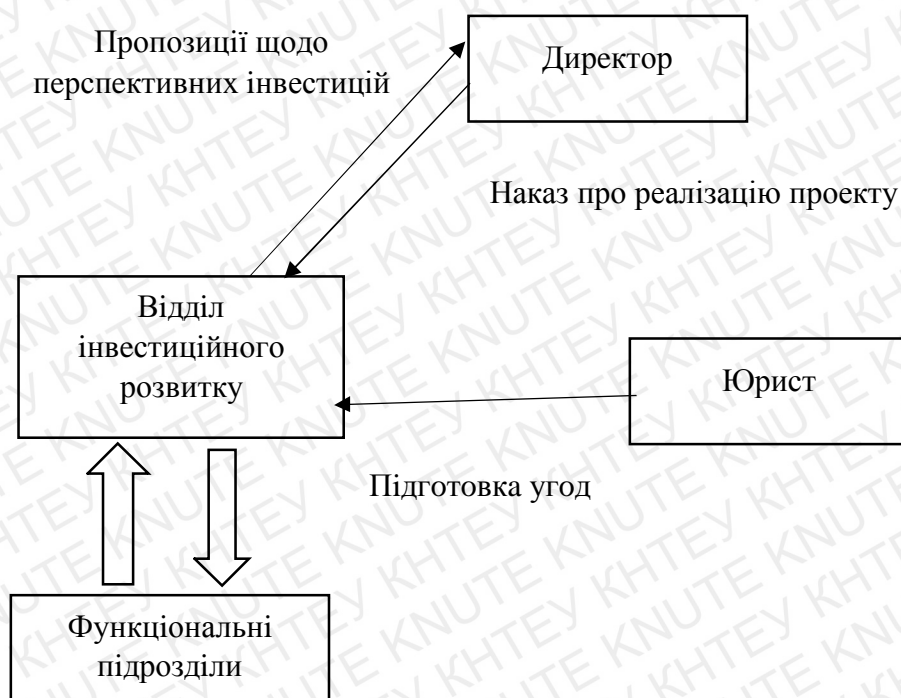 Пропозиції щодо
перспективних інвестицій
Директор
Наказ про реалізацію проекту
Відділ
інвестиційного
розвитку
Юрист
Підготовка угод
Функціональні
підрозділи